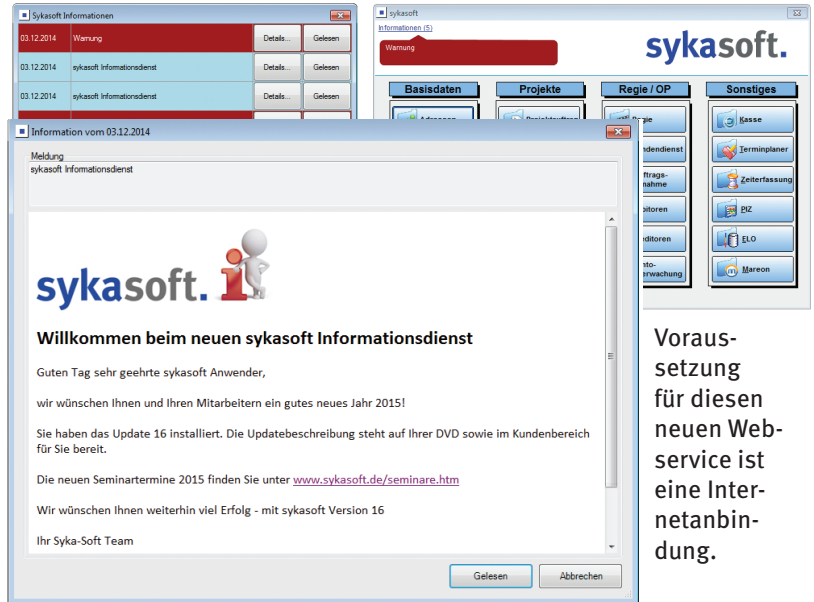 Sykasoft Informationen
03.12.2014 Warnung Details... Gelesen
03.12.2014 sykasoft Informationsdienst Details... Gelesen
03.12.2014 sykasoft Informationsdienst Details... Gelesen
sykasoft
Informationen (5)
Warnung
sykasoft.
Basisdaten Projekte Regie / OP Sonstiges
Kasse
Terminplaner
Zeiterfassung
PIZ
ELO
Mareon
Information vom 03.12.2014
Meldung
sykasoft Informationsdienst
sykasoft.
Willkommen beim neuen sykasoft Informationsdienst
Guten Tag sehr geehrte sykasoft Anwender,
wir wünschen Ihnen und Ihren Mitarbeitern ein gutes neues Jahr 2015!
Sie haben das Update 16 installiert. Die Updatebeschreibung steht auf Ihrer DVD sowie im Kundenbereich
für Sie bereit.
Die neuen Seminartermine 2015 finden Sie unter www.sykasoft.de/seminare.htm
Wir wünschen Ihnen weiterhin viel Erfolg - mit sykasoft Version 16
Ihr Syka-Soft Team
Gelesen Abbrechen
Voraus-
setzung
für diesen
neuen Web-
service ist
eine Inter-
netanbin-
dung.